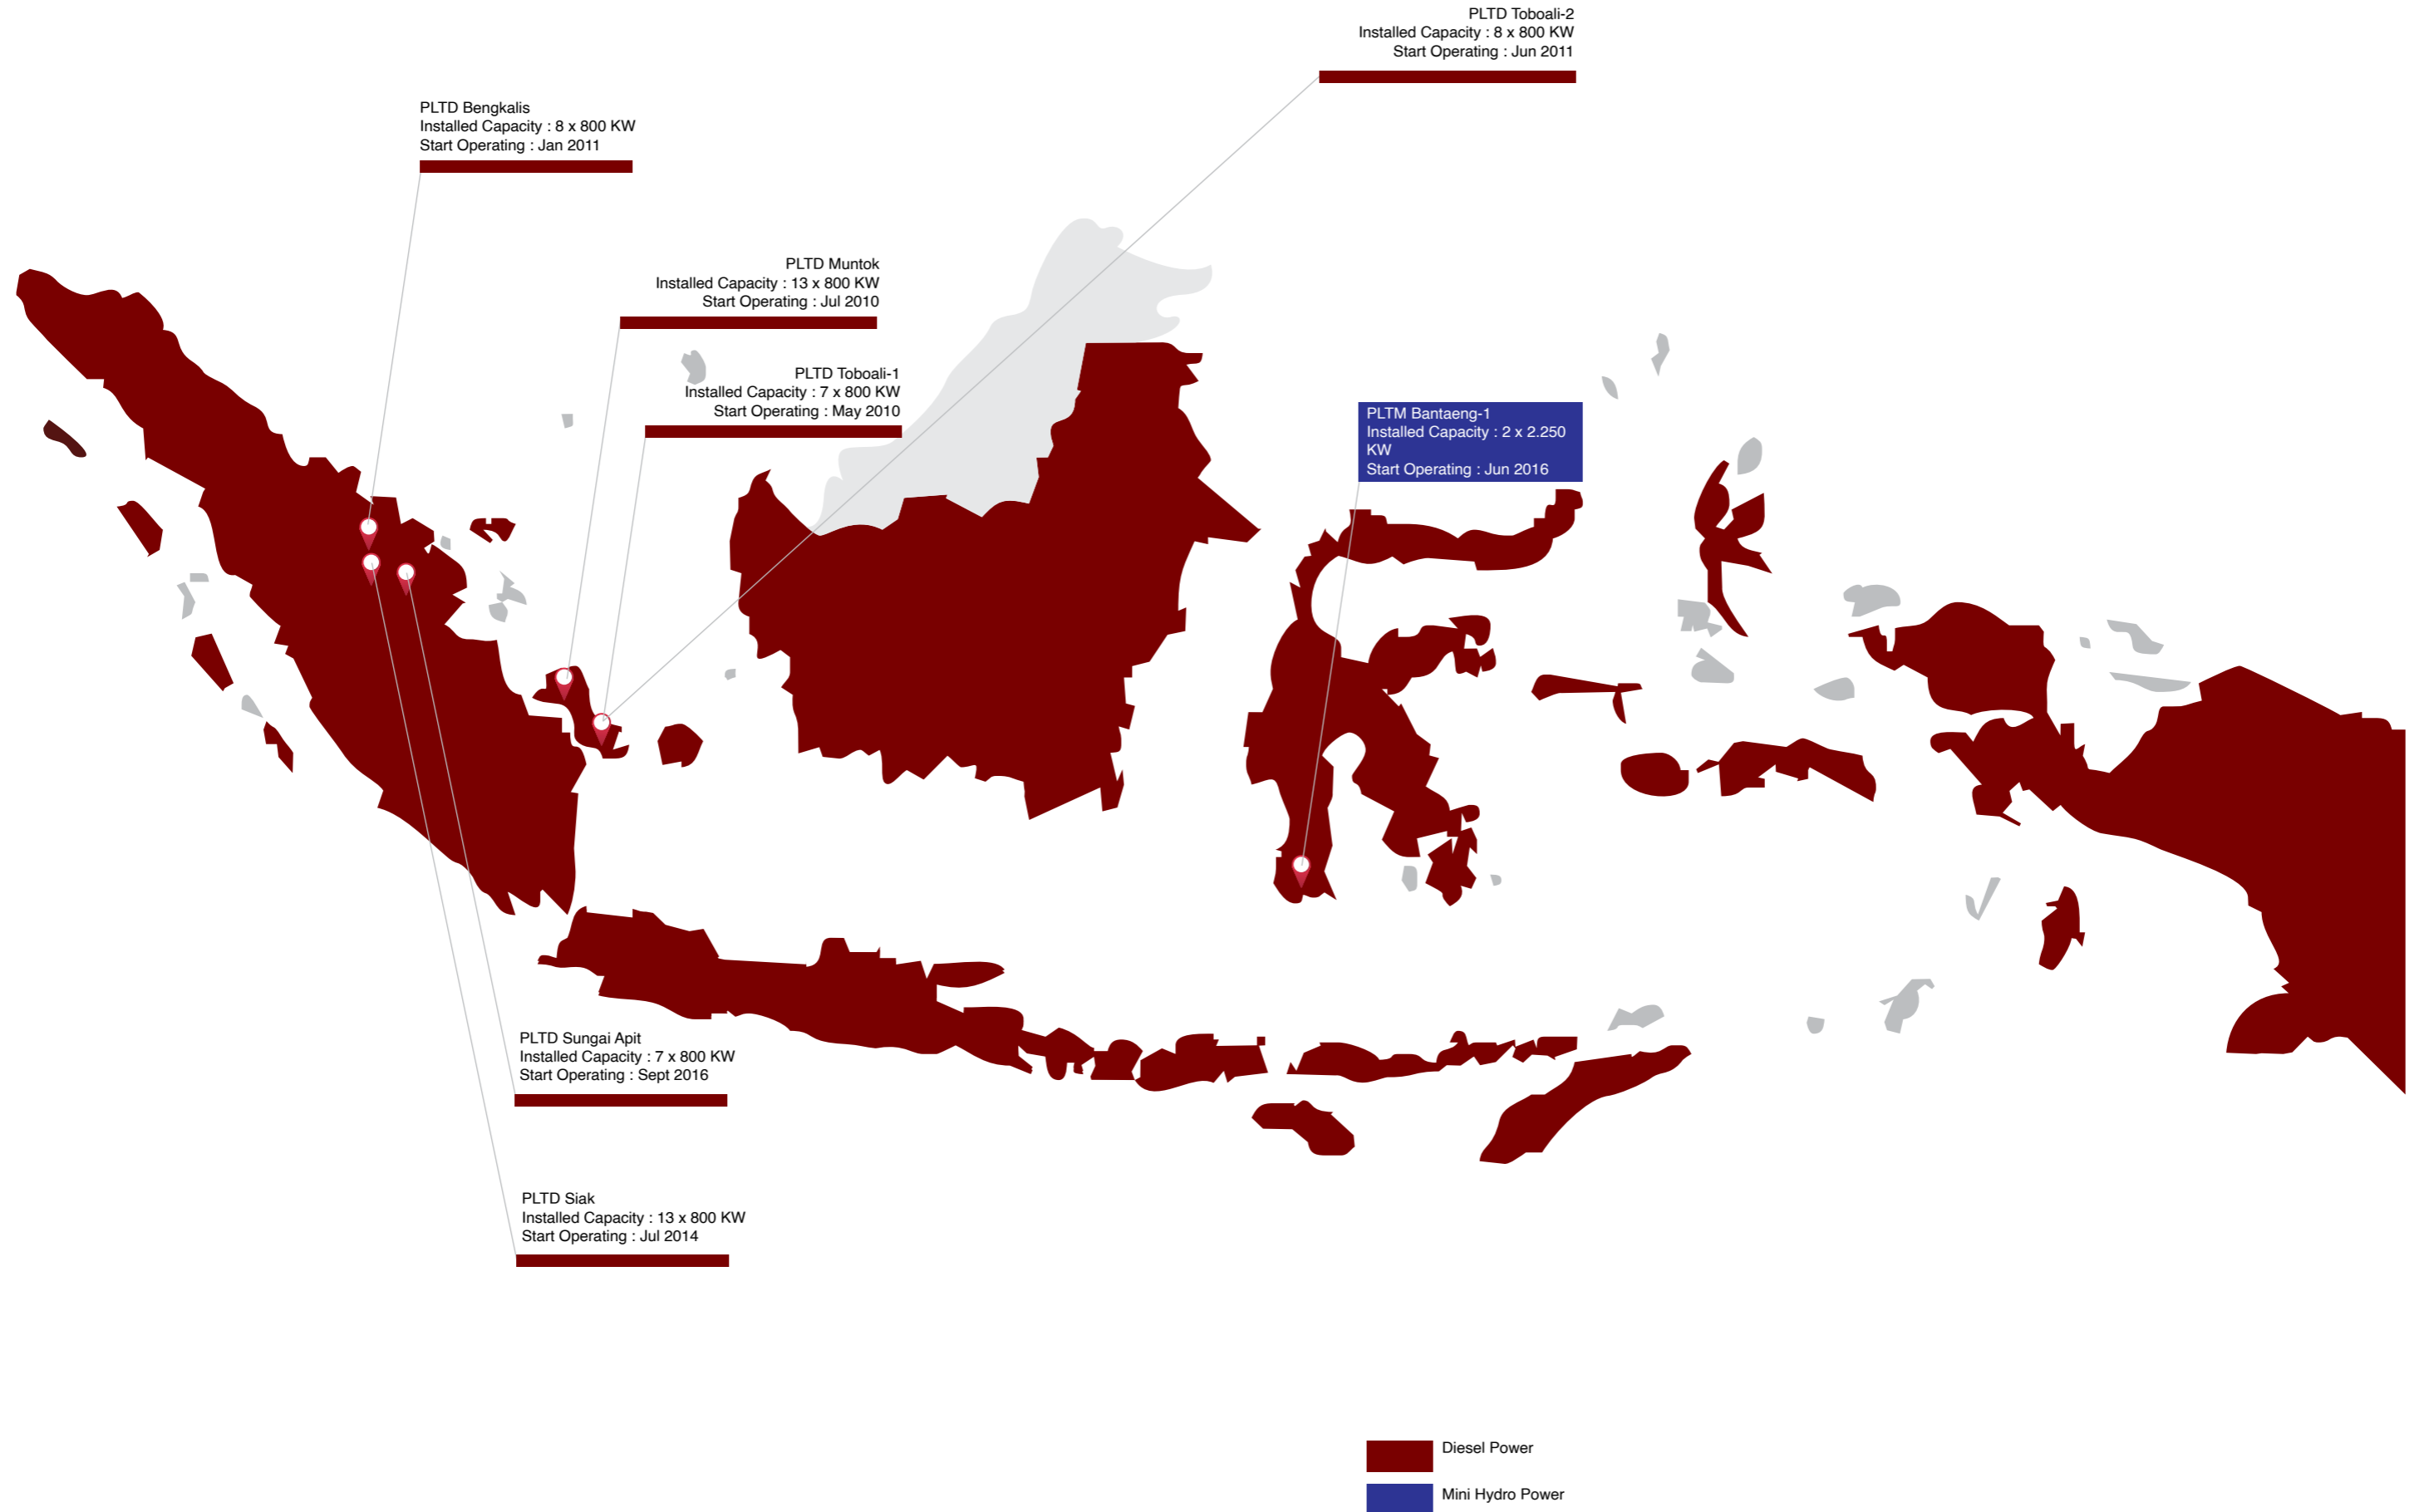 PLTD Toboali-2
Installed Capacity : 8 x 800 KW
Start Operating : Jun 2011
PLTD Bengkalis
Installed Capacity : 8 x 800 KW
Start Operating : Jan 2011
PLTD Muntok
Installed Capacity : 13 x 800 KW
Start Operating : Jul 2010
PLTD Toboali-1
Installed Capacity : 7 x 800 KW
Start Operating : May 2010
PLTM Bantaeng-1
Installed Capacity : 2 x 2.250
KW
Start Operating : Jun 2016
PLTD Sungai Apit
Installed Capacity : 7 x 800 KW
Start Operating : Sept 2016
PLTD Siak
Installed Capacity : 13 x 800 KW
Start Operating : Jul 2014
Diesel Power
Mini Hydro Power